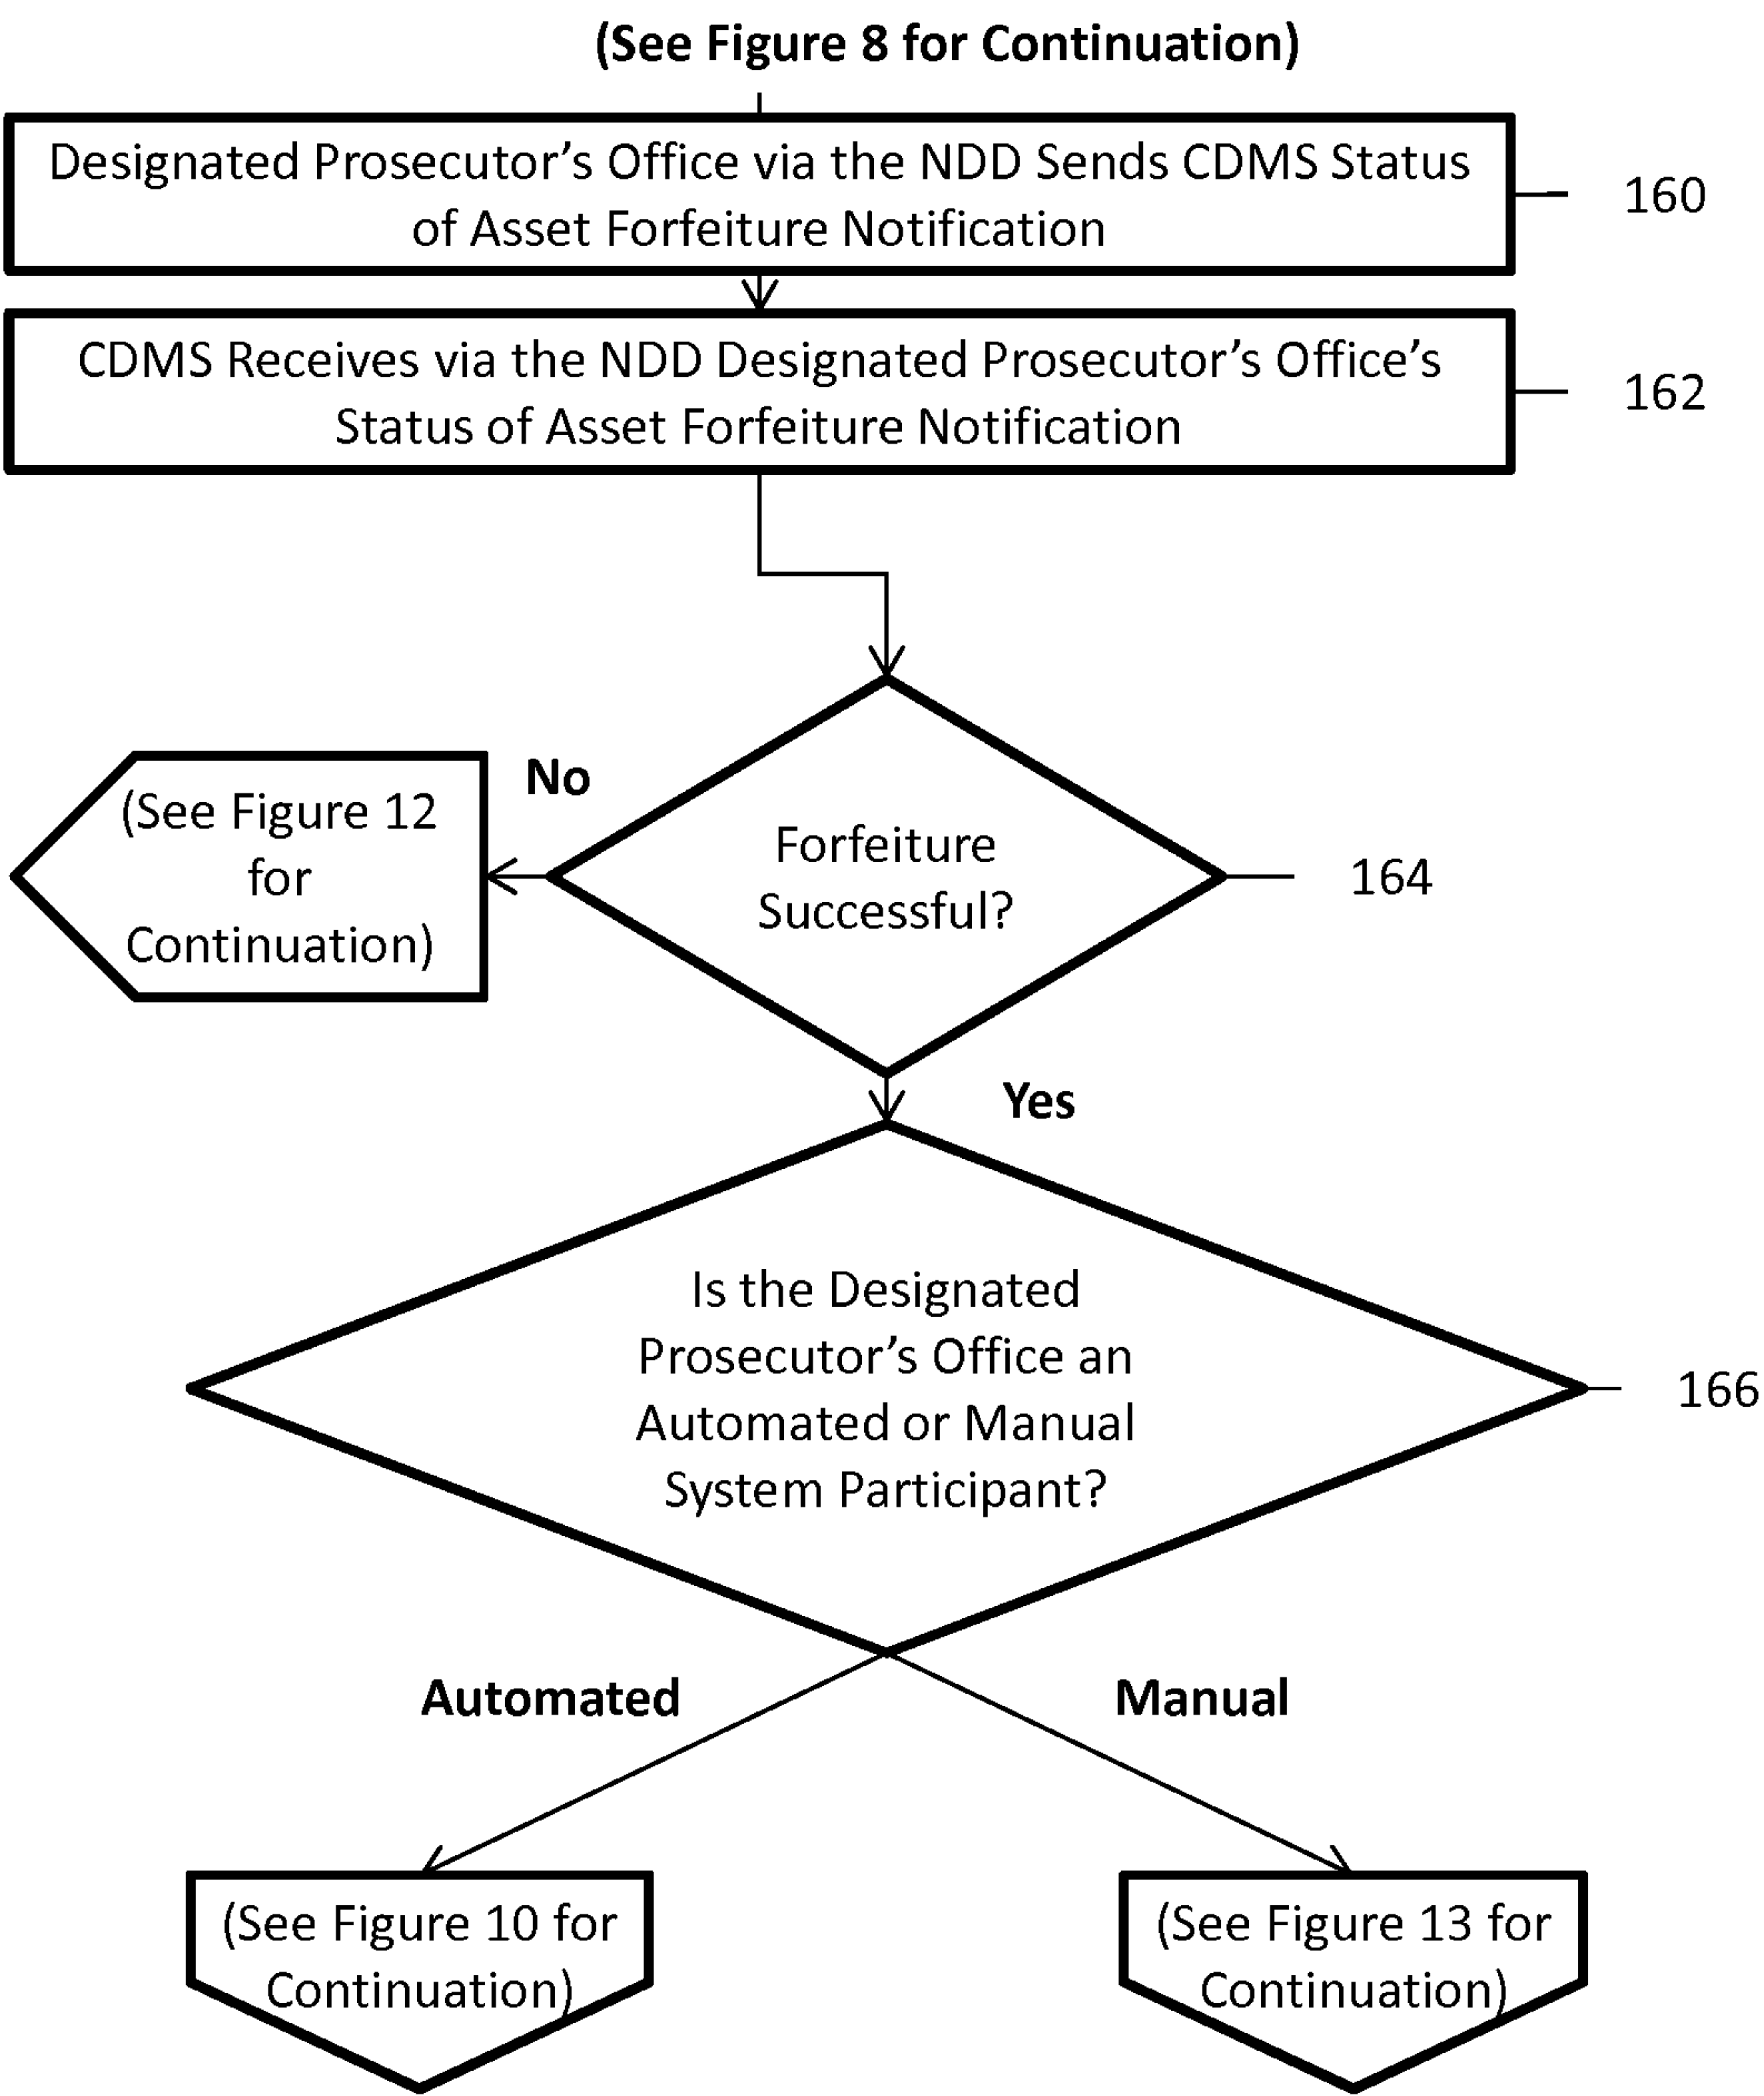 (See Figure 8 for Continuation)
Designated Prosecutor's Office via the NDD Sends CDMS Status
of Asset Forfeiture Notification
160
CDMS Receives via the NDD Designated Prosecutor's Office's
Status of Asset Forfeiture Notification
162
No
(See Figure 12
for
Continuation)
Forfeiture
Successful?
164
Yes
Is the Designated
Prosecutor's Office an
Automated or Manual
System Participant?
166
Automated
Manual
(See Figure 10 for
Continuation)
(See Figure 13 for
Continuation)